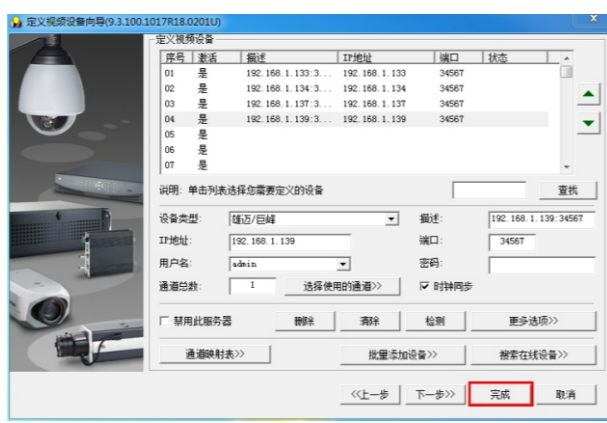 定义视频设备向导(9.3.100.1017R18.0201U)
定义视频设备
序号 激活 描述 IP地址 端口 状态
01 是 192.168.1.133:3... 192.168.1.133 34567
02 是 192.168.1.134:3... 192.168.1.134 34567
03 是 192.168.1.137:3... 192.168.1.137 34567
04 是 192.168.1.139:3... 192.168.1.139 34567
05 是
06 是
07 是
说明: 单击列表选择您需要定义的设备 查找
设备类型: 雄迈/巨峰 描述: 192.168.1.139:34567
IP地址: 192.168.1.139 端口: 34567
用户名: admin 密码:
通道总数: 1 选择使用的通道>> 时钟同步
禁用此服务器 删除 清除 检测 更多选项>>
通道映射表>> 批里添加设备>> 搜索在线设备>>
<<上一步 下一步>> 完成 取消